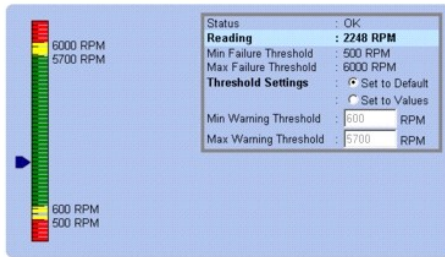 6000 RPM
5700 RPM
600 RPM
500 RPM
Status : OK
Reading : 2248 RPM
Min Failure Threshold : 500 RPM
Max Failure Threshold : 6000 RPM
Threshold Settings : Set to Default
: Set to Values
Min Warning Threshold : 600 RPM
Max Warning Threshold : 5700 RPM